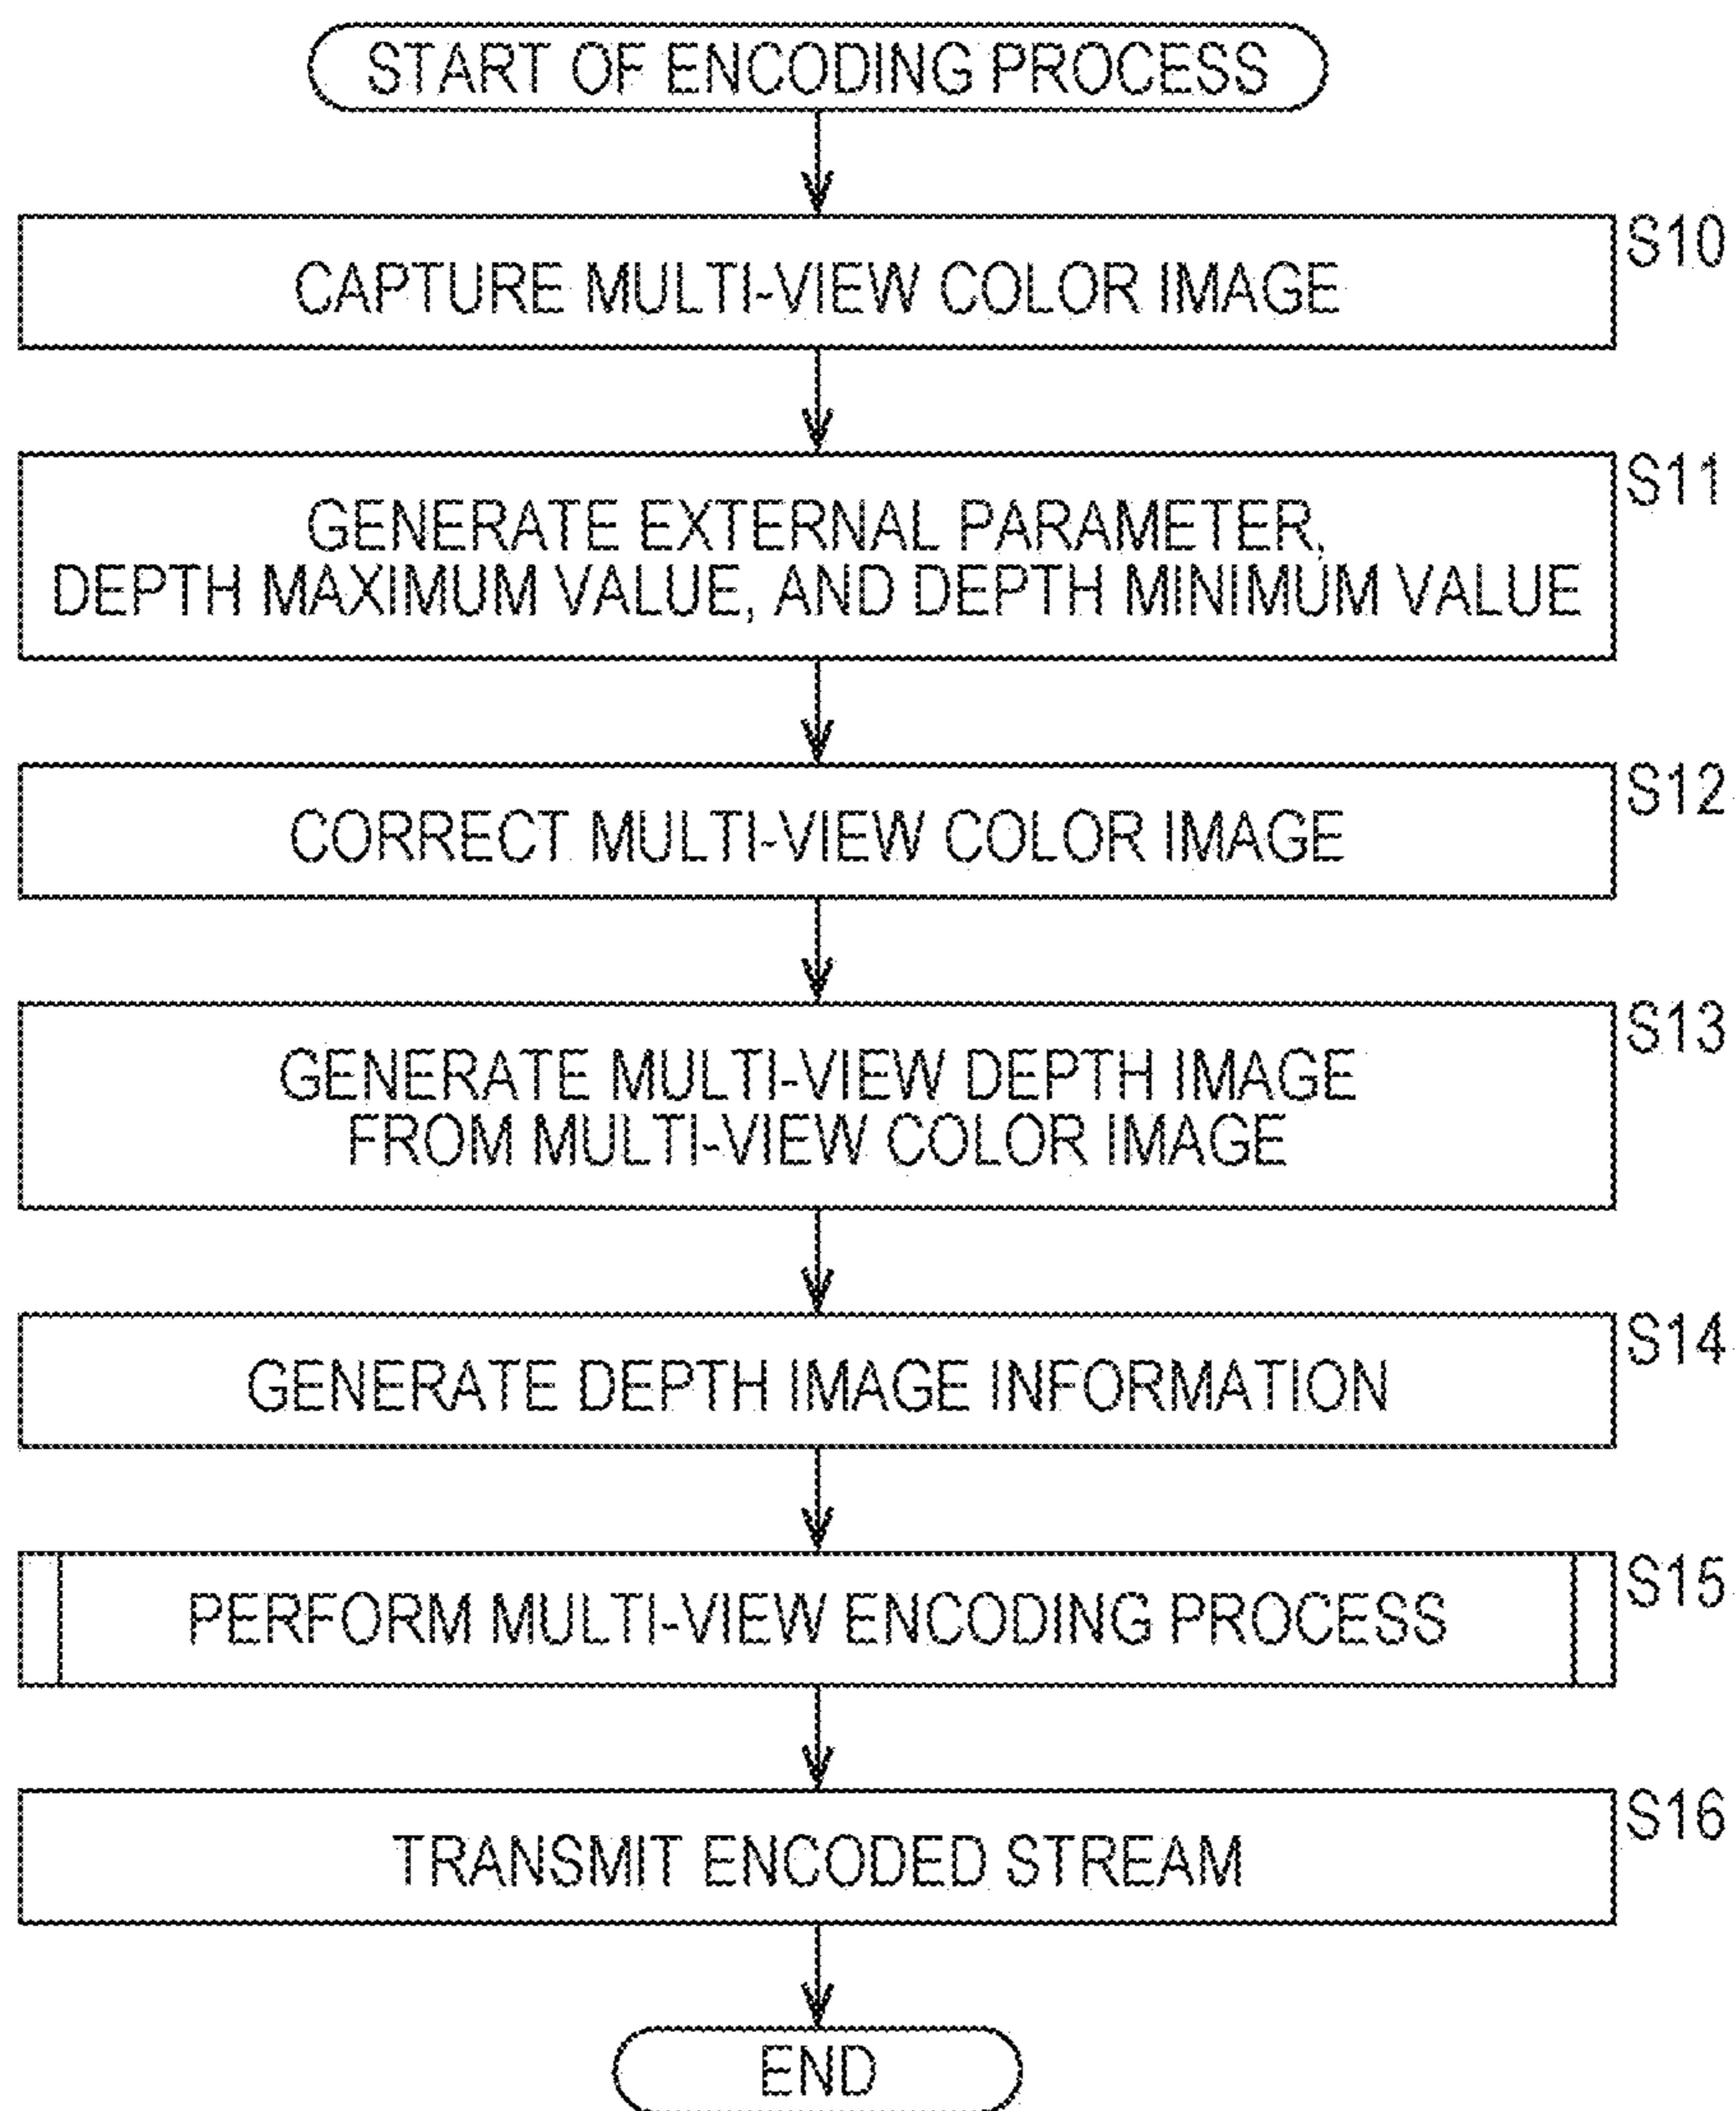 START OF ENCODING PROCESS
S10
CAPTURE MULTI-VIEW COLOR IMAGE
S11
GENERATE EXTERNAL PARAMETER,
DEPTH MAXIMUM VALUE, AND DEPTH MINIMUM VALUE
S12
CORRECT MULTI-VIEW COLOR IMAGE
S13
GENERATE MULTI-VIEW DEPTH IMAGE
FROM MULTI-VIEW COLOR IMAGE
S14
GENERATE DEPTH IMAGE INFORMATION
S15
PERFORM MULTI-VIEW ENCODING PROCESS
S16
TRANSMIT ENCODED STREAM
END